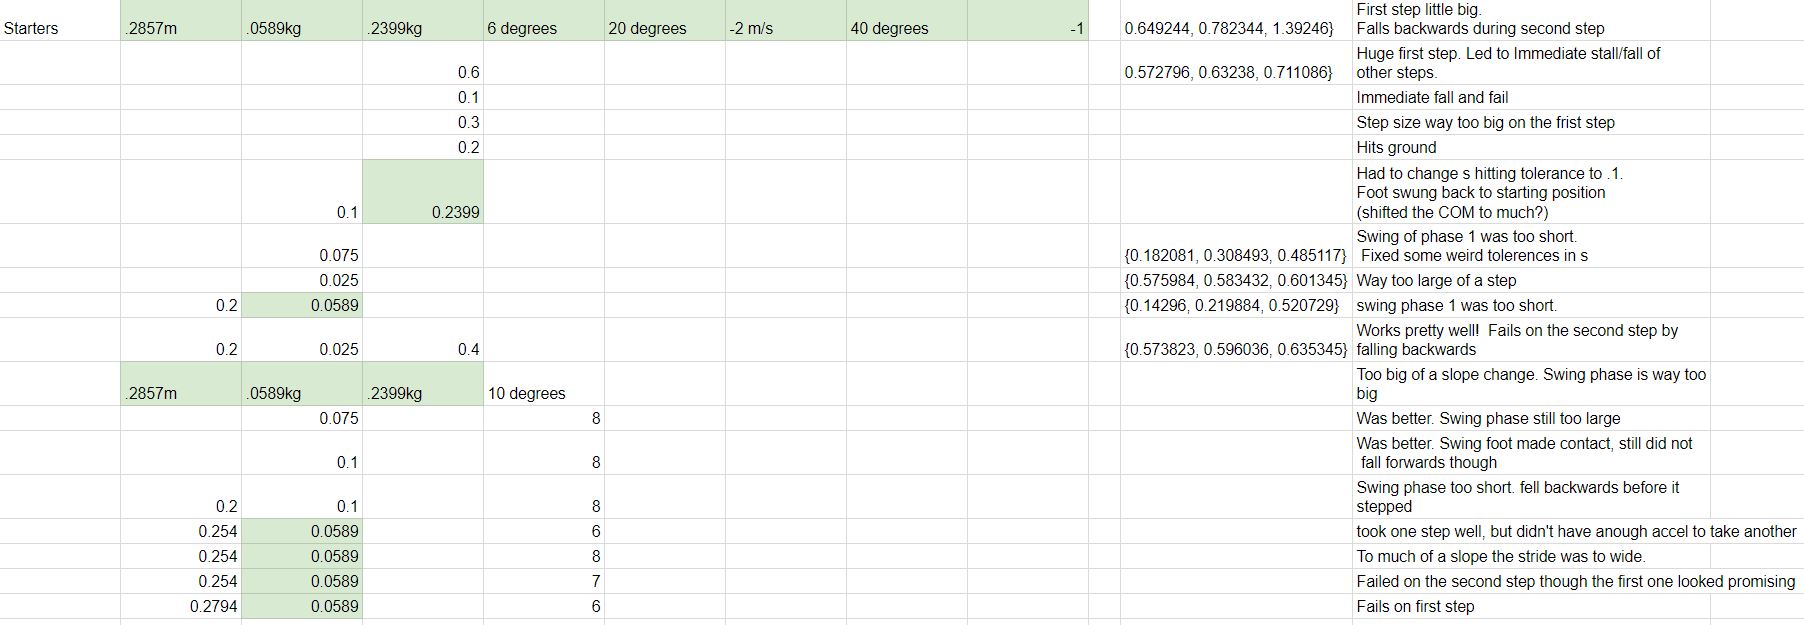 First step little big.
Starters .2857m .0589kg .2399kg 6 degrees 20 degrees -2 m/s 40 degrees -1 0.649244, 0.782344, 1.39246} Falls backwards during second step
Huge first step. Led to Immediate stall/fall of
0.6 0.572796, 0.63238, 0.711086} other steps.
0.1 Immediate fall and fail
0.3 Step size way too big on the frist step
0.2 Hits ground
Had to change s hitting tolerance to .1.
Foot swung back to starting position
0.1 0.2399 (shifted the COM to much?)
Swing of phase 1 was too short.
0.075 {0.182081, 0.308493, 0.485117} Fixed some weird tolerences in s
0.025 {0.575984, 0.583432, 0.601345} Way too large of a step
0.2 0.0589 {0.14296, 0.219884, 0.520729} swing phase 1 was too short.
Works pretty well! Fails on the second step by
0.2 0.025 0.4 {0.573823, 0.596036, 0.635345} falling backwards
Too big of a slope change. Swing phase is way too
.2857m .0589kg .2399kg 10 degrees big
0.075 8 Was better. Swing phase still too large
Was better. Swing foot made contact, still did not
0.1 8 fall forwards though
Swing phase too short. fell backwards before it
0.2 0.1 8 stepped
0.254 0.0589 6 took one step well, but didn't have anough accel to take another
0.254 0.0589 8 To much of a slope the stride was to wide.
0.254 0.0589 7 Failed on the second step though the first one looked promising
0.2794 0.0589 6 Fails on first step